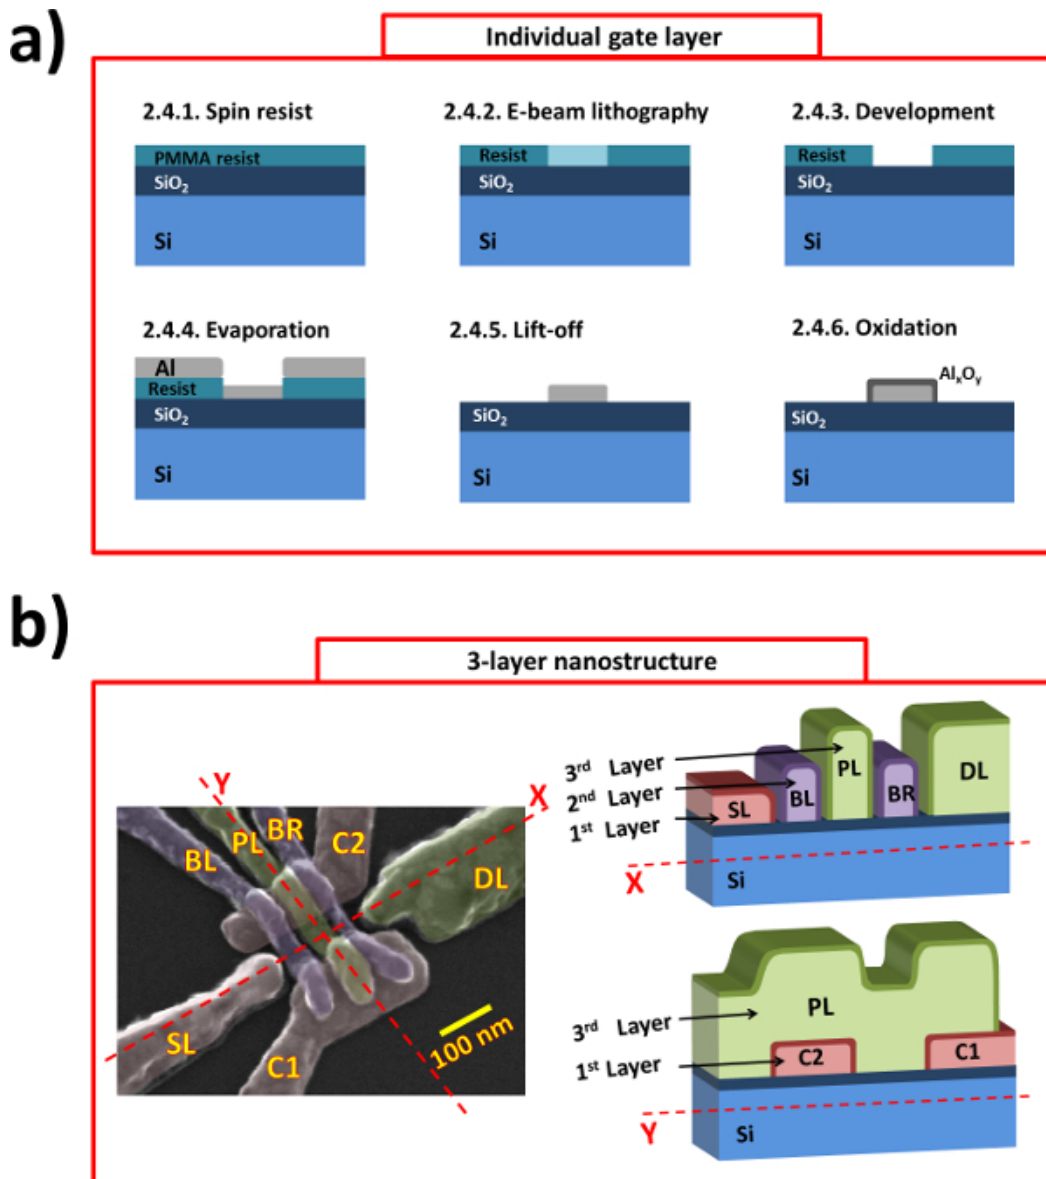 a)
Individual gate layer
2.4.1. Spin resist
PMMA resist
SiO₂
Si
2.4.2. E-beam lithography
Resist
SiO₂
Si
2.4.3. Development
Resist
SiO₂
Si
2.4.4. Evaporation
Al
Resist
SiO₂
Si
2.4.5. Lift-off
SiO₂
Si
2.4.6. Oxidation
AlₓOᵧ
SiO₂
Si
b)
3-layer nanostructure
Y
X
BL
PL
BR
C2
DL
SL
C1
100 nm
3rd Layer
2nd Layer
1st Layer
SL
BL
PL
BR
DL
X
Si
3rd Layer
1st Layer
PL
C2
C1
Y
Si